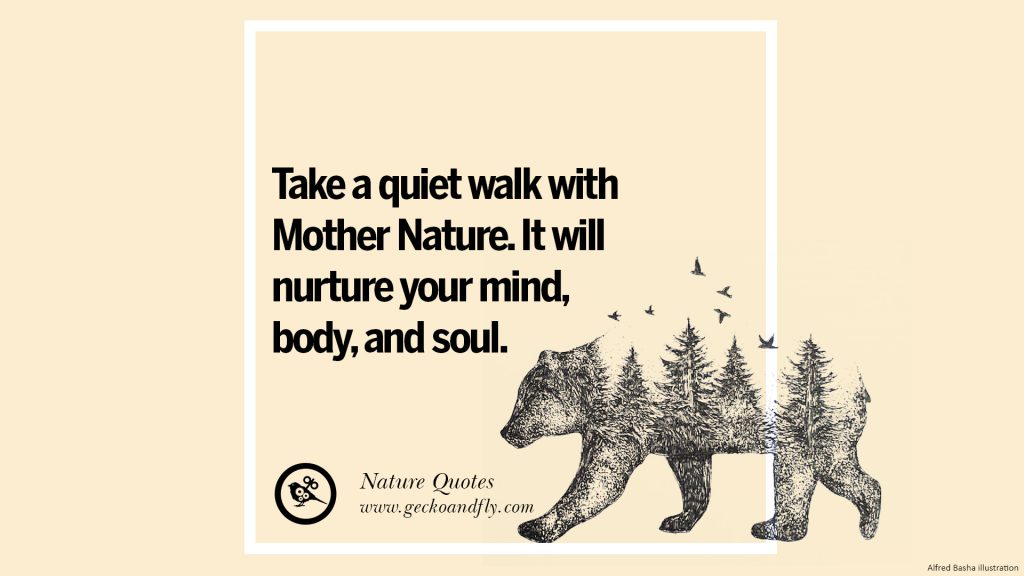 Take a quiet walk with
Mother Nature. It will
nurture your mind,
body, and soul.
Nature Quotes
www.geckoandfly.com
Alfred Basha illustration